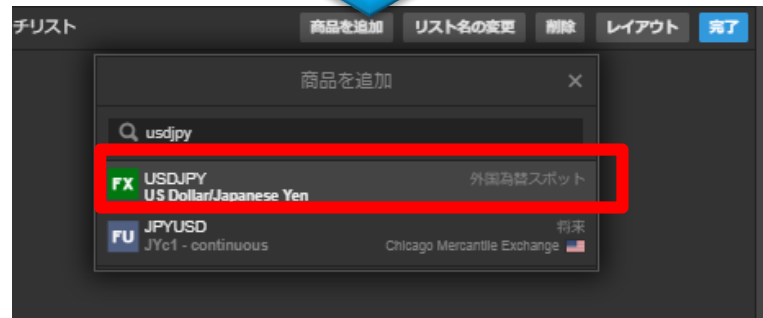 チリスト 商品を追加 リスト名の変更 削除 レイアウト 完了
商品を追加 ×
usdjpy
FX USDJPY 外国為替スポット
US Dollar/Japanese Yen
FU JPYUSD 将来
JYc1 - continuous Chicago Mercantile Exchange